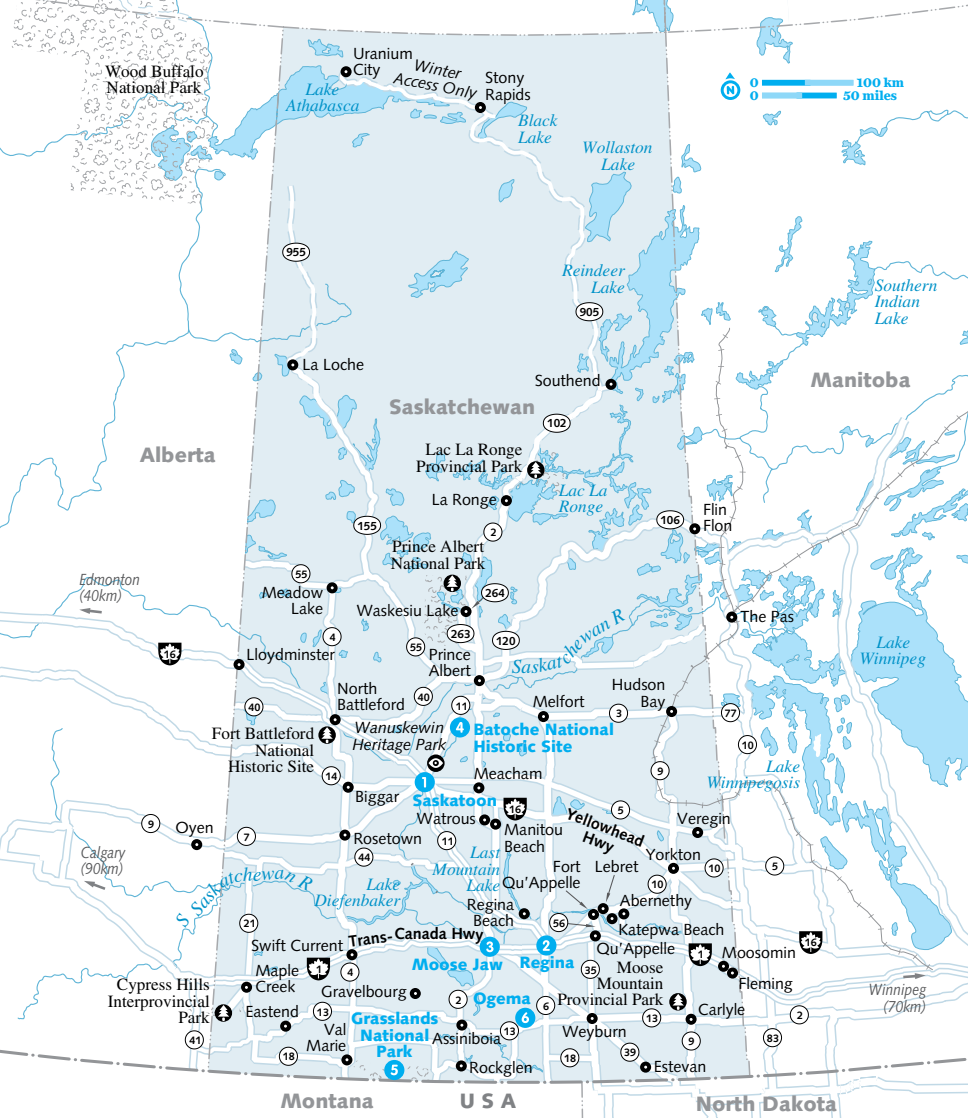 Uranium
City
Winter
Access Only
Stony
Rapids
Wood Buffalo
National Park
Lake
Athabasca
Black
Lake
N
0 100 km
0 50 miles
Wollaston
Lake
955
Reindeer
Lake
905
Southern
Indian
Lake
La Loche
Southend
Manitoba
Saskatchewan
102
Alberta
Lac La Ronge
Provincial Park
La Ronge
Lac La
Ronge
155
2
106
Flin
Flon
Prince Albert
National Park
55
Edmonton
(40km)
Meadow
Lake
264
Waskesiu Lake
The Pas
4
55
263
120
Saskatchewan R
16
Lloydminster
Prince
Albert
Lake
Winnipeg
40
North
Battleford
40
11
Melfort
3
Hudson
Bay
77
Fort Battleford
National
Historic Site
Wanuskewin
Heritage Park
4
Batoche National
Historic Site
10
14
Biggar
1
Saskatoon
Meacham
9
Lake
Winnipegosis
16
Watrous
Manitou
Beach
5
Yellowhead
Hwy
Veregin
9
Oyen
7
Rosetown
11
44
Calgary
(90km)
Last
Mountain
Lake
Fort
Qu'Appelle
Lebret
Yorkton
10
10
5
S Saskatchewan R
Lake
Diefenbaker
Regina
Beach
56
Abernethy
Katepwa Beach
21
Swift Current
Trans-Canada Hwy
3
Moose Jaw
2
Regina
Qu'Appelle
1
Moosomin
16
Fleming
Winnipeg
(70km)
Maple
Creek
1
4
35
Moose
Mountain
Provincial Park
Cypress Hills
Interprovincial
Park
Gravelbourg
2
Ogema
6
6
Carlyle
Eastend
13
Grasslands
National
Park
5
Assiniboia
13
Weyburn
13
2
41
18
Val
Marie
Rockglen
18
39
Estevan
9
83
Montana
USA
North Dakota